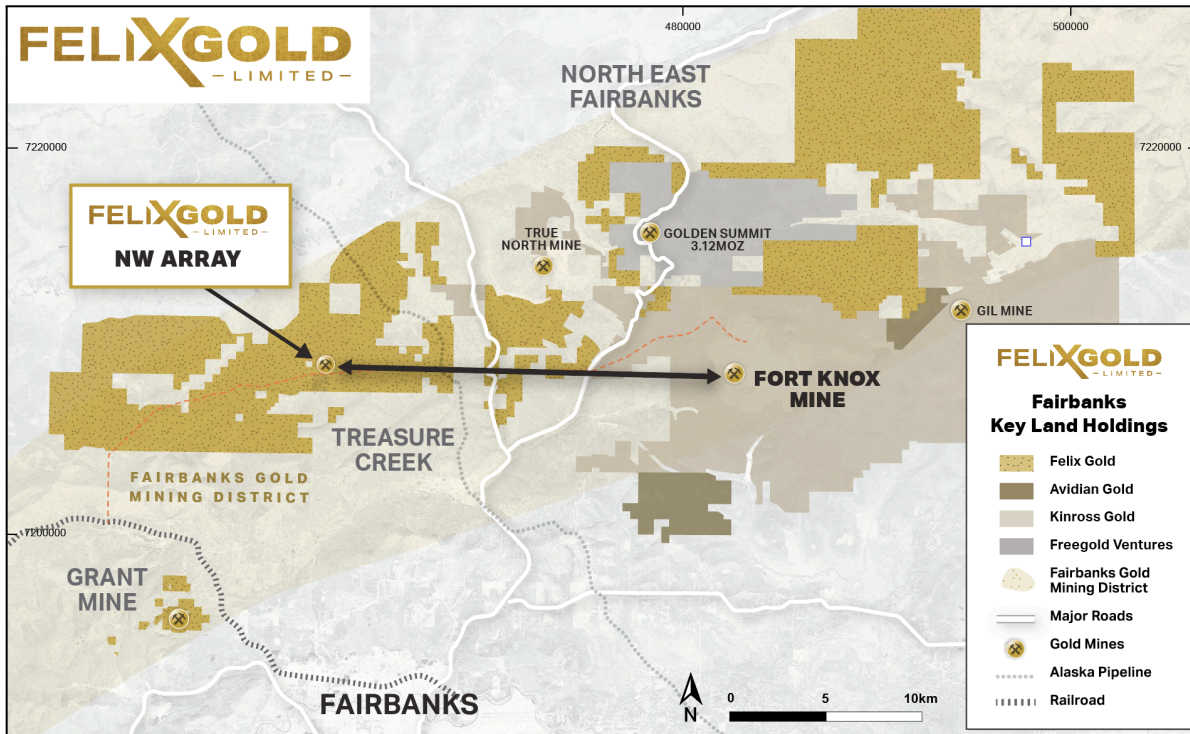 FELIXGOLD
LIMITED
480000
500000
7220000
7220000
NORTH EAST
FAIRBANKS
FELIXGOLD
LIMITED
NW ARRAY
TRUE
NORTH MINE
GOLDEN SUMMIT
3.12MOZ
GIL MINE
FORT KNOX
MINE
TREASURE
CREEK
FAIRBANKS GOLD
MINING DISTRICT
7200000
GRANT
MINE
FAIRBANKS
N
0
5
10km
FELIXGOLD
LIMITED
Fairbanks
Key Land Holdings
Felix Gold
Avidian Gold
Kinross Gold
Freegold Ventures
Fairbanks Gold
Mining District
Major Roads
Gold Mines
Alaska Pipeline
Railroad